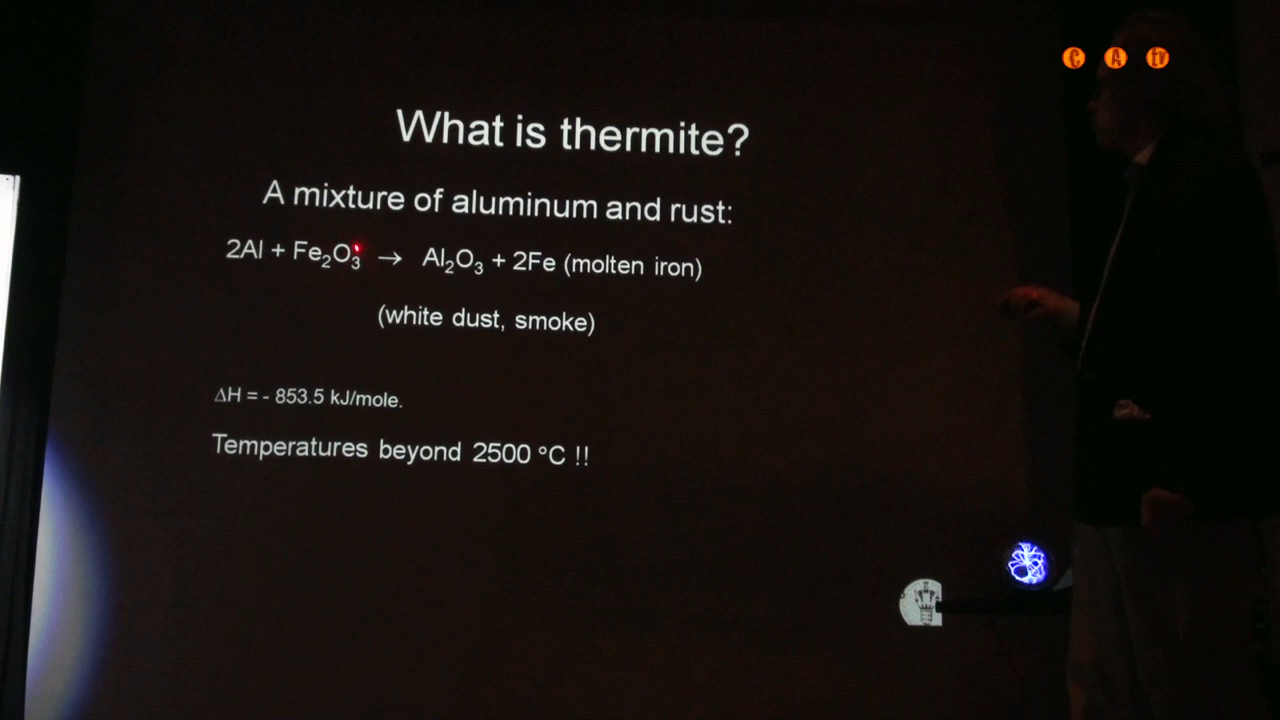 C A tv
What is thermite?
A mixture of aluminum and rust:
2Al + Fe₂O₃ → Al₂O₃ + 2Fe (molten iron)
(white dust, smoke)
ΔH = - 853.5 kJ/mole.
Temperatures beyond 2500 °C !!